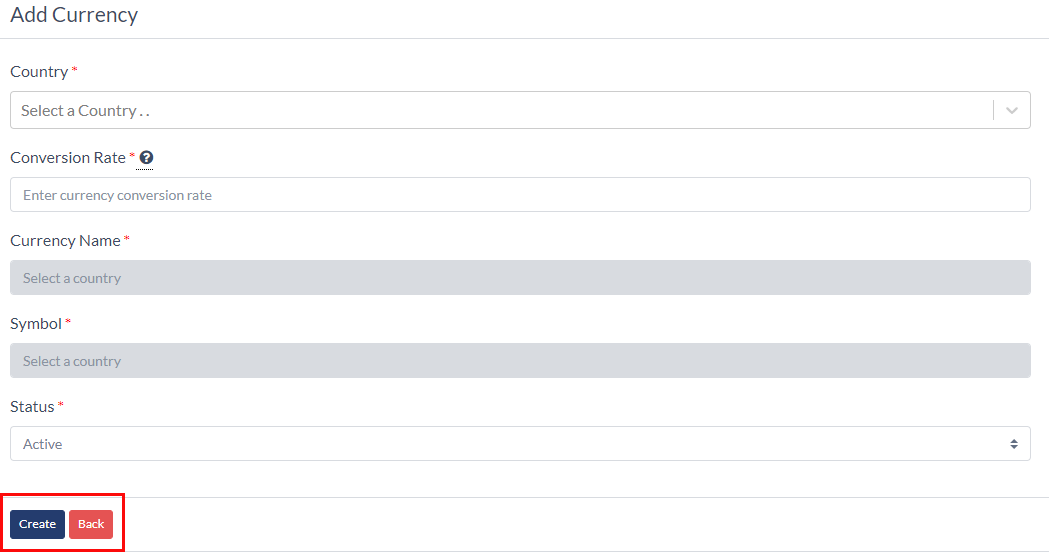 Add Currency
Country *
Select a Country . .
Conversion Rate * ?
Enter currency conversion rate
Currency Name *
Select a country
Symbol *
Select a country
Status *
Active
Create Back